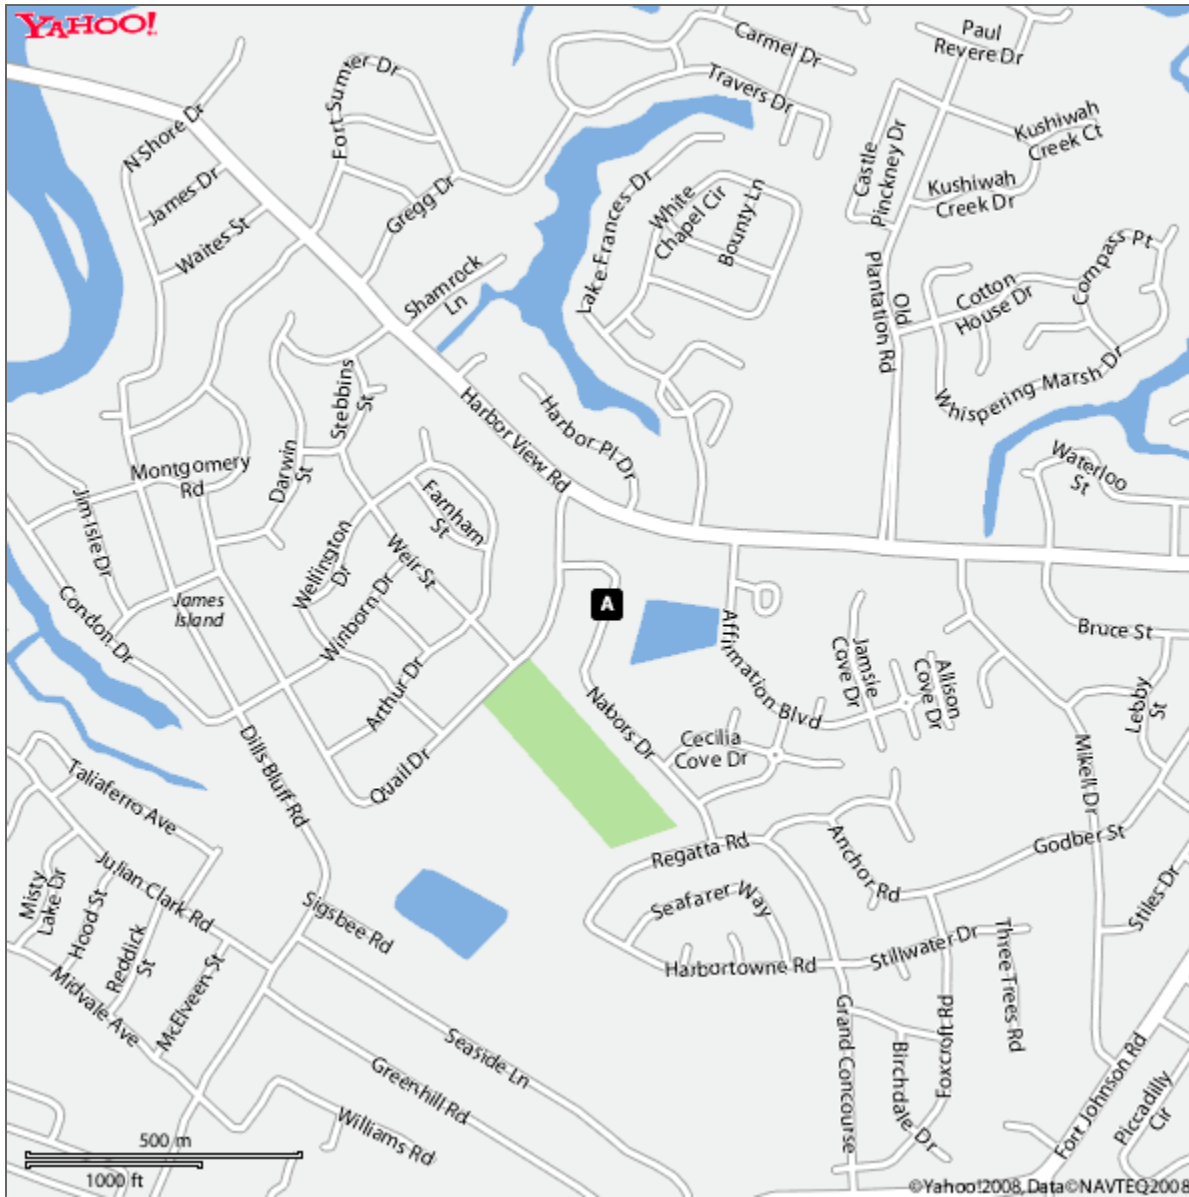 YAHOO!
Carmel Dr
Paul
Revere Dr
Travers Dr
Fort Sumter Dr
N Shore Dr
Kushiwah
Creek Ct
Castle
Pinckney Dr
James Dr
Gregg Dr
Kushiwah
Creek Dr
Waites St
Lake Frances Dr
White
Chapel Cir
Bounty Ln
Shamrock
Ln
Old
Plantation Rd
Cotton
House Dr
Compass Pt
Whispering Marsh Dr
Stebbins
St
Harbor View Rd
Harbor Pl Dr
Darwin
St
Montgomery
Rd
Waterloo
St
Jim Isle Dr
Farnham
St
Wellington
Dr
Weir St
Winborn Dr
James
Island
Condon Dr
A
Affirmation Blvd
Jamsie
Cove Dr
Allison
Cove Dr
Bruce St
Lebby
St
Arthur Dr
Nabors Dr
Cecilia
Cove Dr
Quail Dr
Dills Bluff Rd
Mikell Dr
Taliaferro Ave
Regatta Rd
Anchor Rd
Godber St
Julian Clark Rd
Misty
Lake Dr
Hood St
Reddick
St
McElveen St
Midvale Ave
Sigsbee Rd
Seafarer Way
Stiles Dr
Harbortowne Rd
Stillwater Dr
Three Trees Rd
Seaside Ln
Greenhill Rd
Williams Rd
Grand Concourse
Birchdale Dr
Foxcroft Rd
Fort Johnson Rd
Piccadilly
Cir
500 m
1000 ft
©Yahoo!2008, Data©NAVTEQ2008